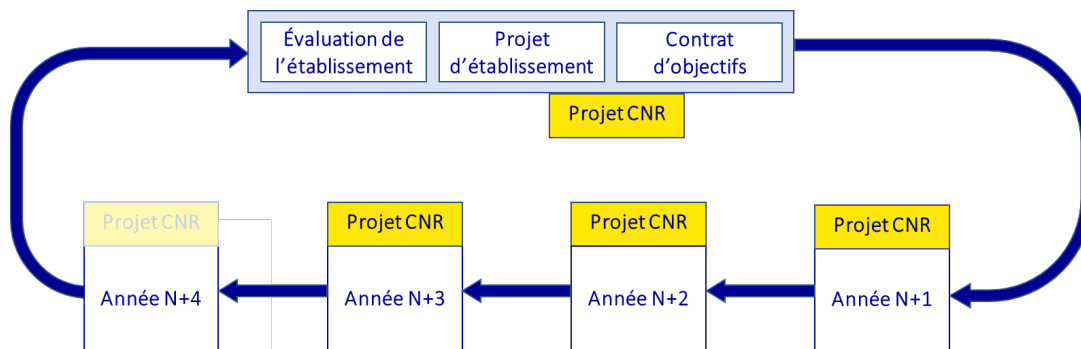 Évaluation de
l'établissement
Projet
d'établissement
Contrat
d'objectifs
Projet CNR
Projet CNR
Projet CNR
Projet CNR
Projet CNR
Année N+4
Année N+3
Année N+2
Année N+1